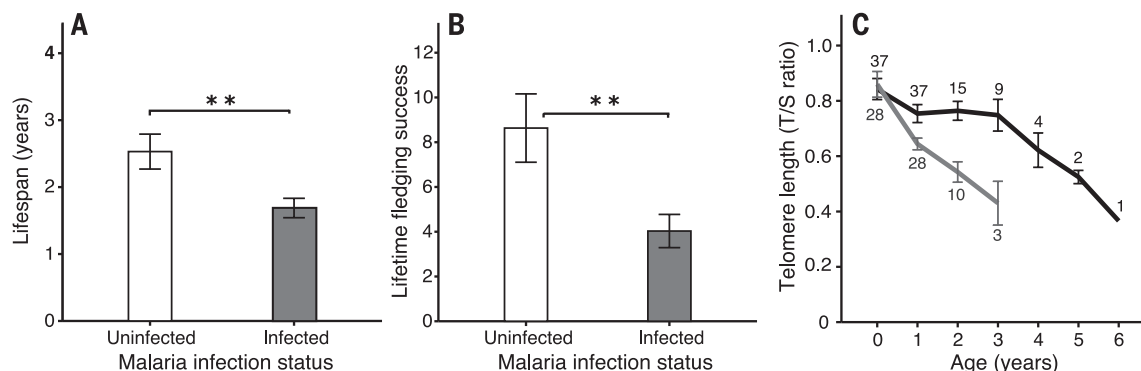 A
Lifespan (years)
4
3
2
1
0
**
Uninfected Infected
Malaria infection status
B
Lifetime fledging success
12
10
8
6
4
2
0
**
Uninfected Infected
Malaria infection status
C
Telomere length (T/S ratio)
1.0
0.8
0.6
0.4
0.2
0
37
37
15
9
4
2
1
28
28
10
3
0 1 2 3 4 5 6
Age (years)